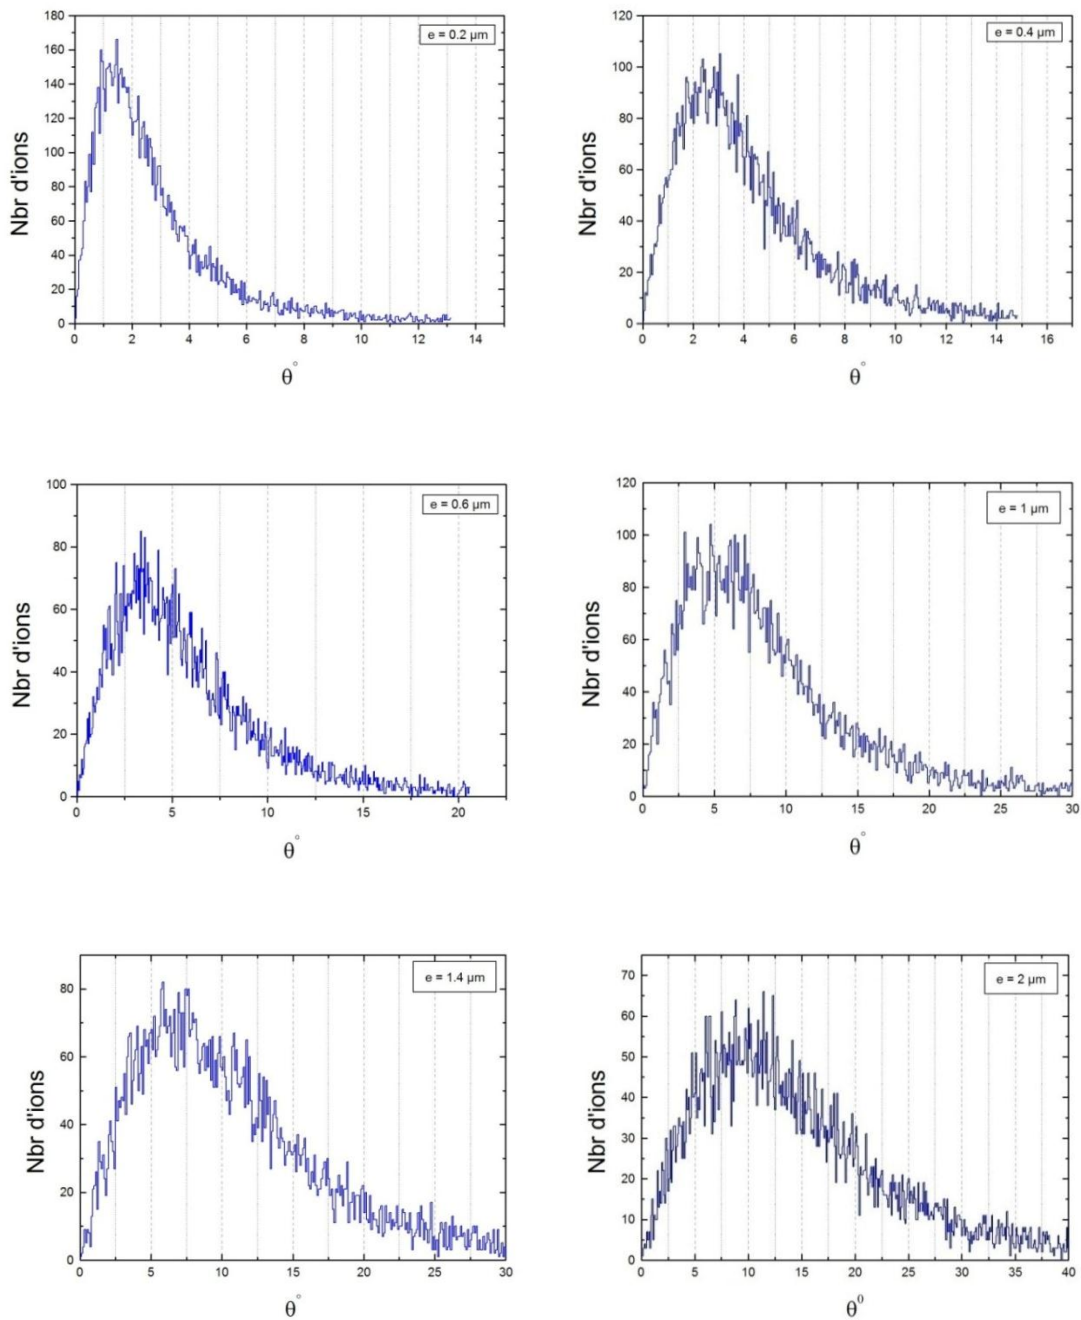 e = 0.2 µm
Nbr d'ions
180
160
140
120
100
80
60
40
20
0
0 2 4 6 8 10 12 14
θ°
e = 0.4 µm
Nbr d'ions
120
100
80
60
40
20
0
0 2 4 6 8 10 12 14 16
θ°
e = 0.6 µm
Nbr d'ions
100
80
60
40
20
0
0 5 10 15 20
θ°
e = 1 µm
Nbr d'ions
120
100
80
60
40
20
0
0 5 10 15 20 25 30
θ°
e = 1.4 µm
Nbr d'ions
80
60
40
20
0
0 5 10 15 20 25 30
θ°
e = 2 µm
Nbr d'ions
70
60
50
40
30
20
10
0
0 5 10 15 20 25 30 35 40
θ⁰